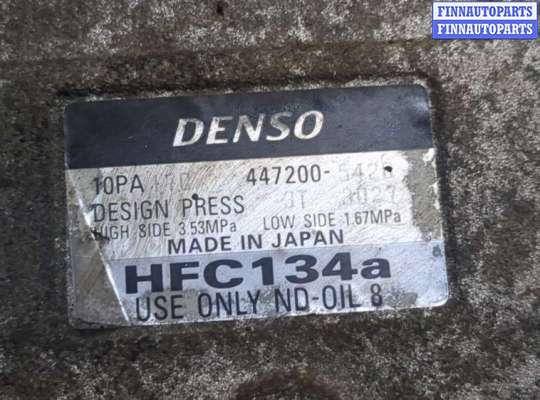 FINNAUTOPARTS
FINNAUTOPARTS
DENSO
10PA
447200-
DESIGN PRESS
HIGH SIDE 3.53MPa LOW SIDE 1.67MPa
MADE IN JAPAN
HFC134a
USE ONLY ND-OIL 8